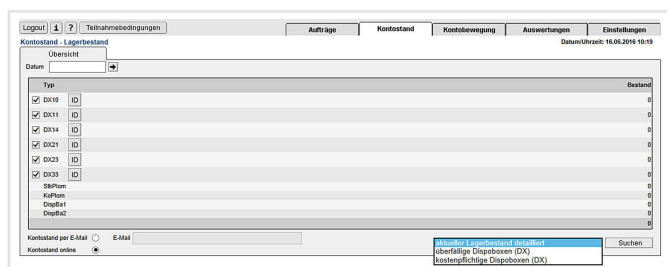 Logout i ? Teilnahmebedingungen
Aufträge Kontostand Kontobewegung Auswertungen Einstellungen
Kontostand - Lagerbestand Datum/Uhrzeit: 16.06.2016 10:19
Übersicht
Datum
Typ Bestand
DX10 ID 0
DX11 ID 0
DX14 ID 0
DX21 ID 0
DX23 ID 0
DX33 ID 0
StkPlom 0
KoPlom 0
DispBa1 0
DispBa2 0
0
Kontostand per E-Mail E-Mail
aktueller Lagerbestand detailliert Suchen
Kontostand online überfällige Dispoboxen (DX)
kostenpflichtige Dispoboxen (DX)